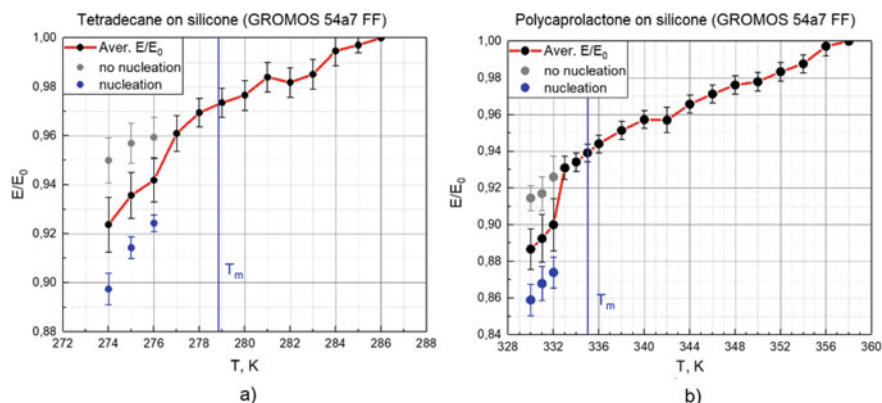 Tetradecane on silicone (GROMOS 54a7 FF)
1,00
0,98
0,96
0,94
0,92
0,90
0,88
E/E₀
Aver. E/E₀
no nucleation
nucleation
Tₘ
272 274 276 278 280 282 284 286 288
T, K
a)
Polycaprolactone on silicone (GROMOS 54a7 FF)
1,00
0,98
0,96
0,94
0,92
0,90
0,88
0,86
0,84
E/E₀
Aver. E/E₀
no nucleation
nucleation
Tₘ
328 332 336 340 344 348 352 356 360
T, K
b)